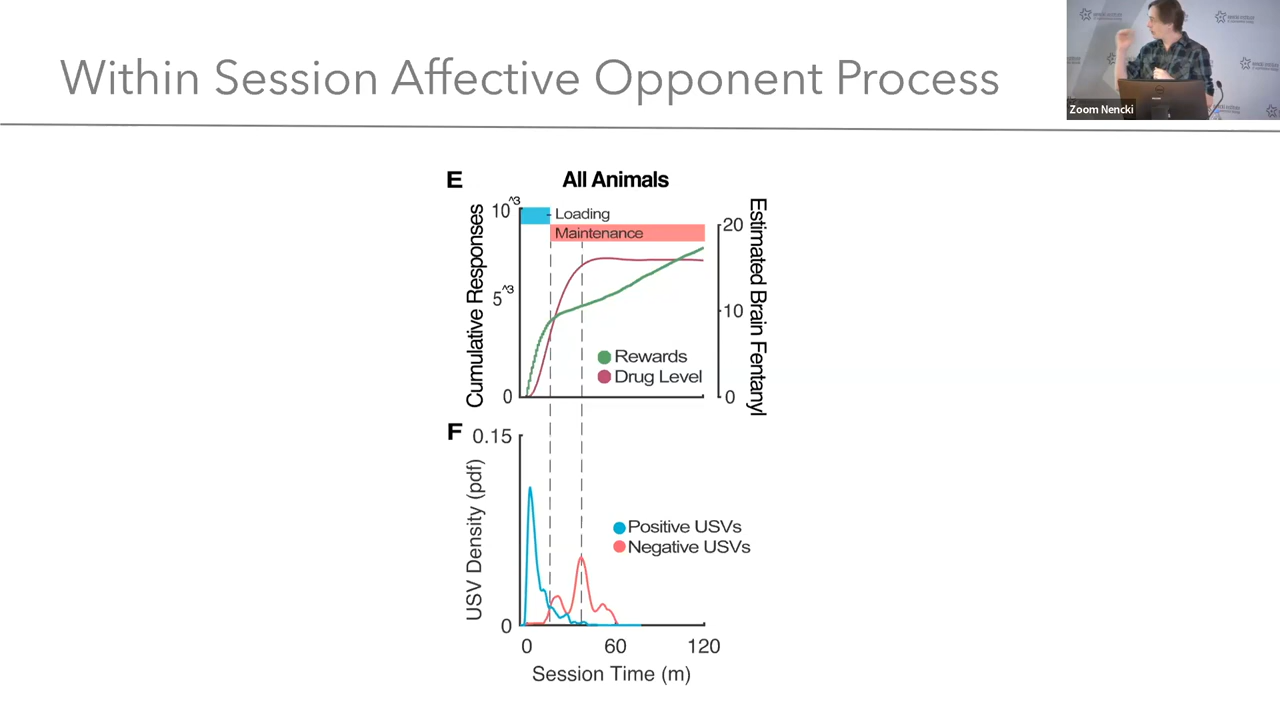 Within Session Affective Opponent Process
Zoom Nencki
E
All Animals
10^3
Loading
Maintenance
20
Cumulative Responses
5^3
10
Estimated Brain Fentanyl
Rewards
Drug Level
0
0
F
0.15
USV Density (pdf)
Positive USVs
Negative USVs
0
0
60
120
Session Time (m)